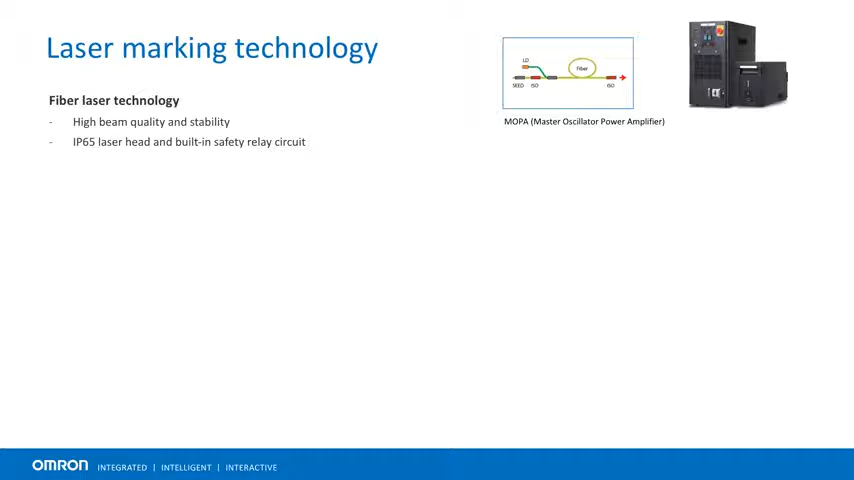 Laser marking technology
Fiber laser technology
- High beam quality and stability
- IP65 laser head and built-in safety relay circuit
LD
Fiber
SEED ISO ISO
MOPA (Master Oscillator Power Amplifier)
OMRON INTEGRATED | INTELLIGENT | INTERACTIVE